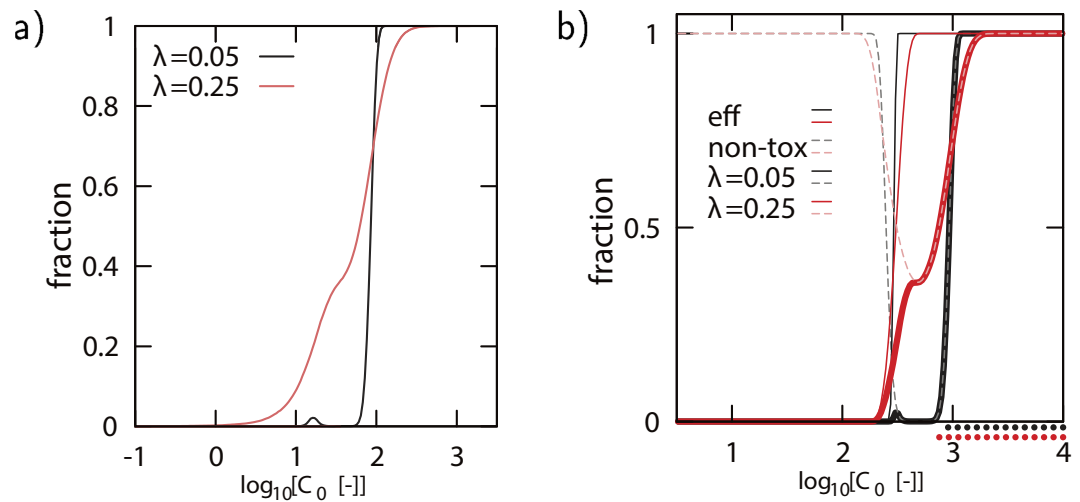 a)
λ=0.05
λ=0.25
fraction
1
0.8
0.6
0.4
0.2
0
-1
0
1
2
3
log10[C0 [-]]
b)
eff
non-tox
λ=0.05
λ=0.25
fraction
1
0.5
0
1
2
3
4
log10[C0 [-]]